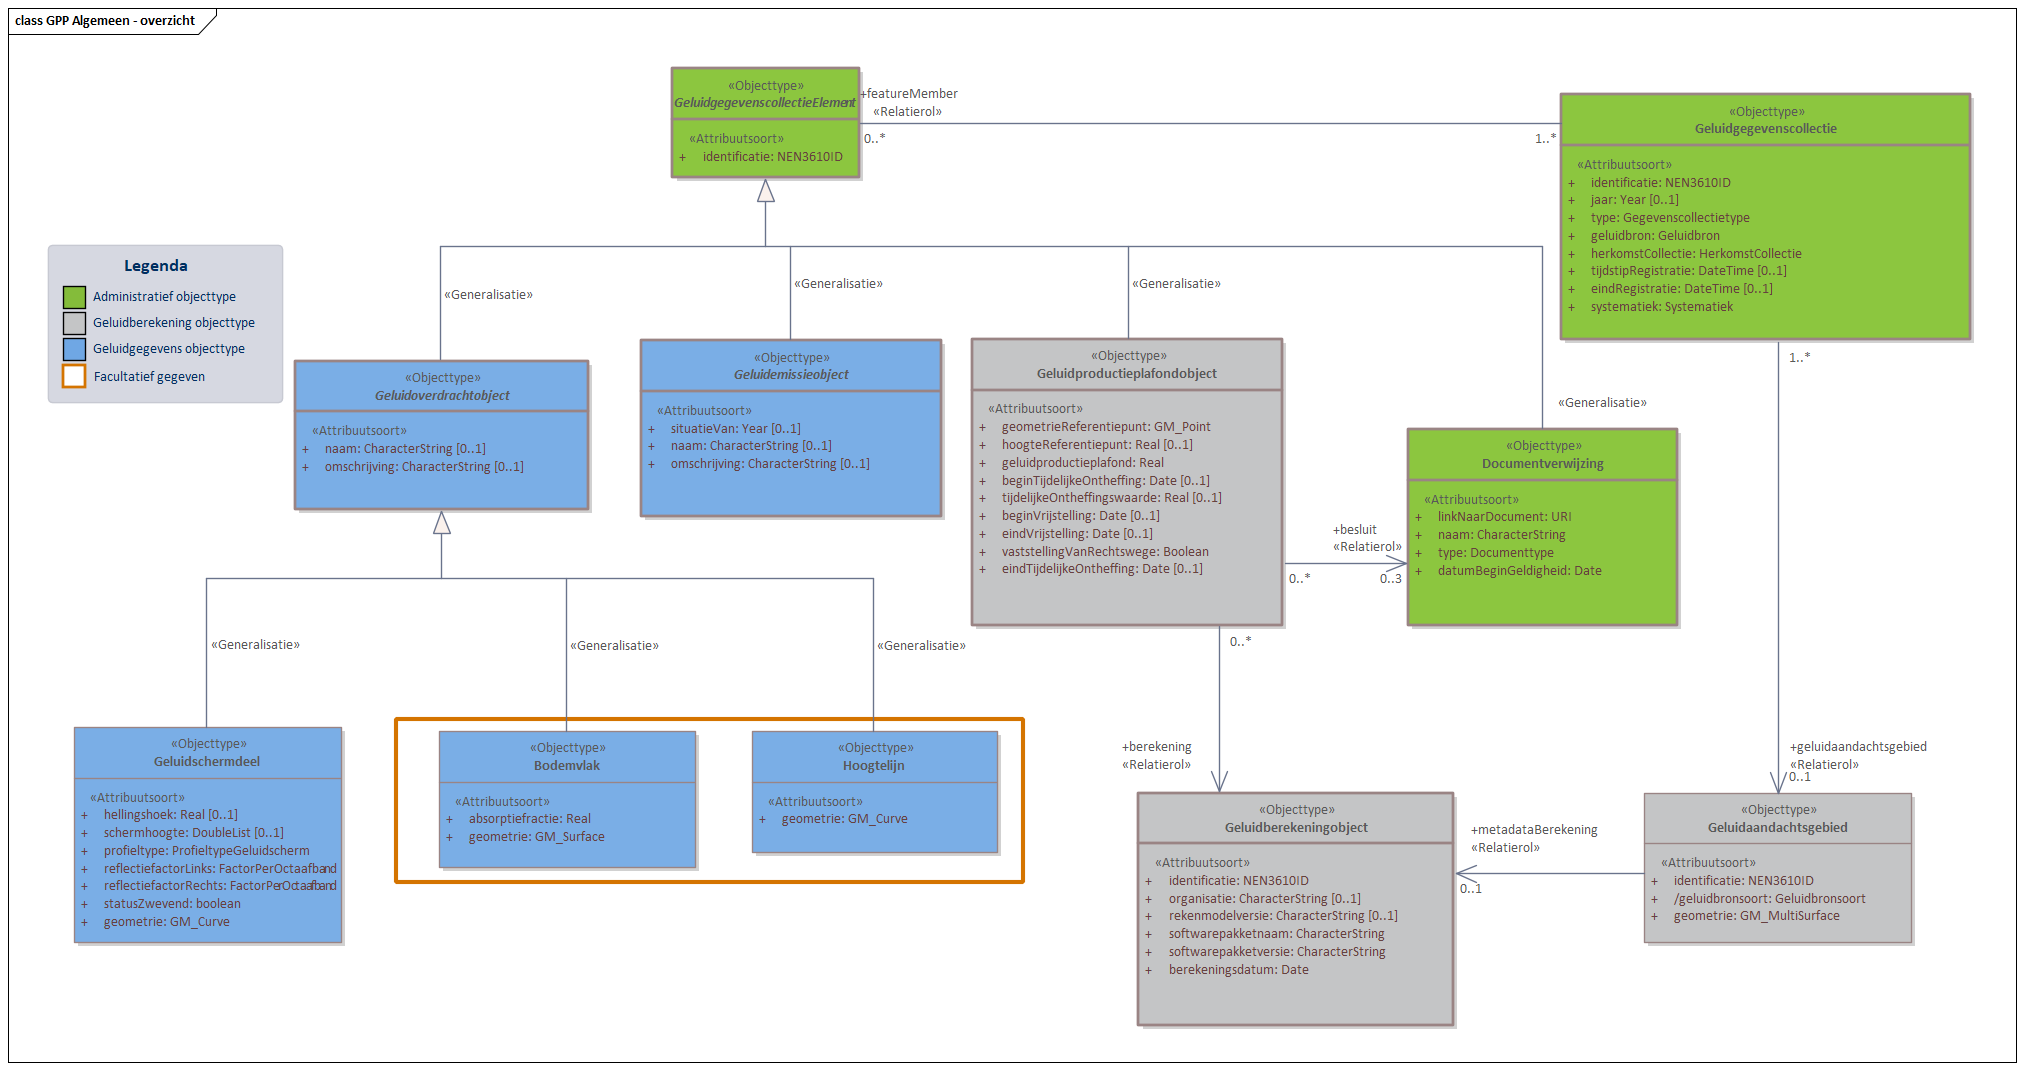 class GPP Algemeen - overzicht
«Objecttype»
GeluidgegevenscollectieElement
«Attribuutsoort»
+ identificatie: NEN3610ID
+featureMember
«Relatierol»
0..*
1..*
«Objecttype»
Geluidgegevenscollectie
«Attribuutsoort»
+ identificatie: NEN3610ID
+ jaar: Year [0..1]
+ type: Gegevenscollectietype
+ geluidbron: Geluidbron
+ herkomstCollectie: HerkomstCollectie
+ tijdstipRegistratie: DateTime [0..1]
+ eindRegistratie: DateTime [0..1]
+ systematiek: Systematiek
Legenda
Administratief objecttype
Geluidberekening objecttype
Geluidgegevens objecttype
Facultatief gegeven
«Generalisatie»
«Generalisatie»
«Generalisatie»
«Generalisatie»
«Objecttype»
Geluidoverdrachtobject
«Attribuutsoort»
+ naam: CharacterString [0..1]
+ omschrijving: CharacterString [0..1]
«Objecttype»
Geluidemissieobject
«Attribuutsoort»
+ situatieVan: Year [0..1]
+ naam: CharacterString [0..1]
+ omschrijving: CharacterString [0..1]
«Objecttype»
Geluidproductieplafondobject
«Attribuutsoort»
+ geometrieReferentiepunt: GM_Point
+ hoogteReferentiepunt: Real [0..1]
+ geluidproductieplafond: Real
+ beginTijdelijkeOntheffing: Date [0..1]
+ tijdelijkeOntheffingswaarde: Real [0..1]
+ beginVrijstelling: Date [0..1]
+ eindVrijstelling: Date [0..1]
+ vaststellingVanRechtswege: Boolean
+ eindTijdelijkeOntheffing: Date [0..1]
+besluit
«Relatierol»
0..*
0..3
«Objecttype»
Documentverwijzing
«Attribuutsoort»
+ linkNaarDocument: URI
+ naam: CharacterString
+ type: Documenttype
+ datumBeginGeldigheid: Date
1..*
+geluidaandachtsgebied
«Relatierol»
0..1
«Generalisatie»
«Generalisatie»
«Generalisatie»
0..*
+berekening
«Relatierol»
«Objecttype»
Geluidschermdeel
«Attribuutsoort»
+ hellingshoek: Real [0..1]
+ schermhoogte: DoubleList [0..1]
+ profieltype: ProfieltypeGeluidscherm
+ reflectiefactorLinks: FactorPerOctaafband
+ reflectiefactorRechts: FactorPerOctaafband
+ statusZwevend: boolean
+ geometrie: GM_Curve
«Objecttype»
Bodemvlak
«Attribuutsoort»
+ absorptiefractie: Real
+ geometrie: GM_Surface
«Objecttype»
Hoogtelijn
«Attribuutsoort»
+ geometrie: GM_Curve
«Objecttype»
Geluidberekeningobject
«Attribuutsoort»
+ identificatie: NEN3610ID
+ organisatie: CharacterString [0..1]
+ rekenmodelversie: CharacterString [0..1]
+ softwarepakketnaam: CharacterString
+ softwarepakketversie: CharacterString
+ berekeningsdatum: Date
+metadataBerekening
«Relatierol»
0..1
«Objecttype»
Geluidaandachtsgebied
«Attribuutsoort»
+ identificatie: NEN3610ID
+ /geluidbronsoort: Geluidbronsoort
+ geometrie: GM_MultiSurface